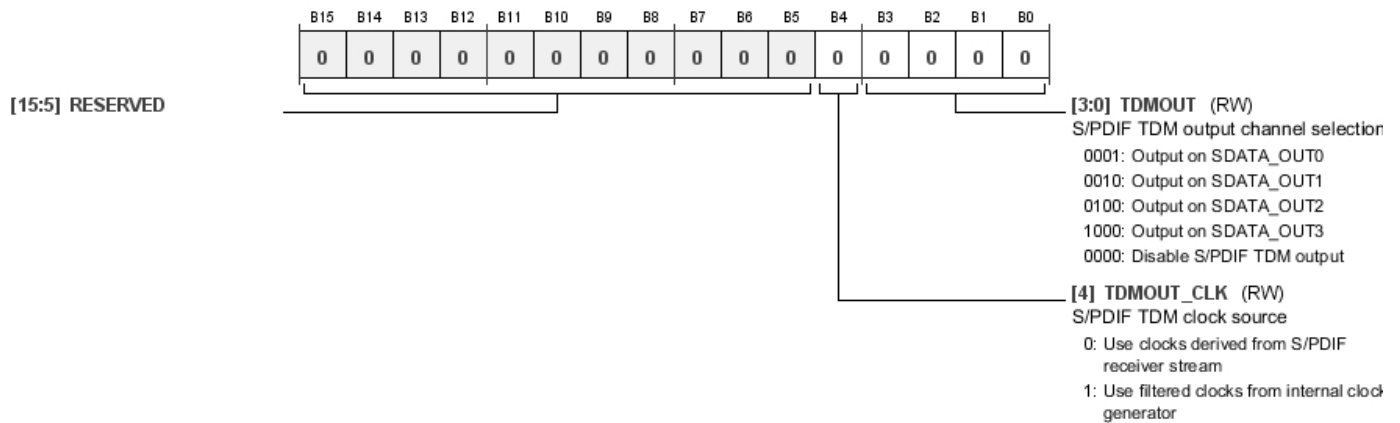 B15 B14 B13 B12 B11 B10 B9 B8 B7 B6 B5 B4 B3 B2 B1 B0
0 0 0 0 0 0 0 0 0 0 0 0 0 0 0 0
[15:5] RESERVED
[3:0] TDMOUT (RW)
S/PDIF TDM output channel selection
0001: Output on SDATA_OUT0
0010: Output on SDATA_OUT1
0100: Output on SDATA_OUT2
1000: Output on SDATA_OUT3
0000: Disable S/PDIF TDM output
[4] TDMOUT_CLK (RW)
S/PDIF TDM clock source
0: Use clocks derived from S/PDIF
receiver stream
1: Use filtered clocks from internal clock
generator